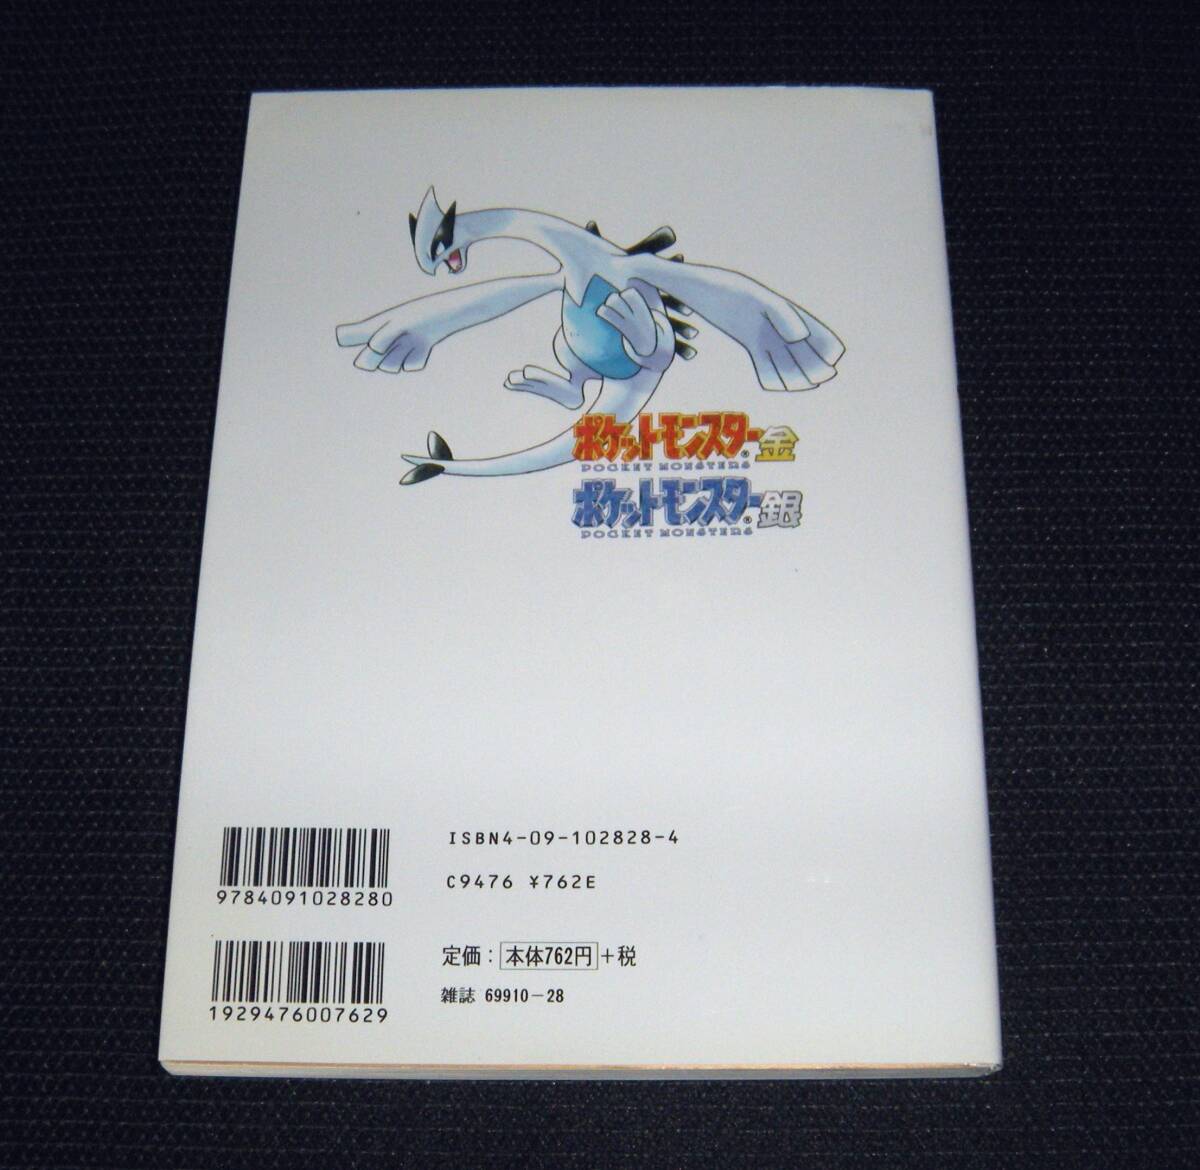 ポケットモンスター金
POCKET MONSTERS
ポケットモンスター銀
POCKET MONSTERS
ISBN4-09-102828-4
C9476 ¥762E
9784091028280
定価：本体762円+税
雑誌 69910-28
1929476007629